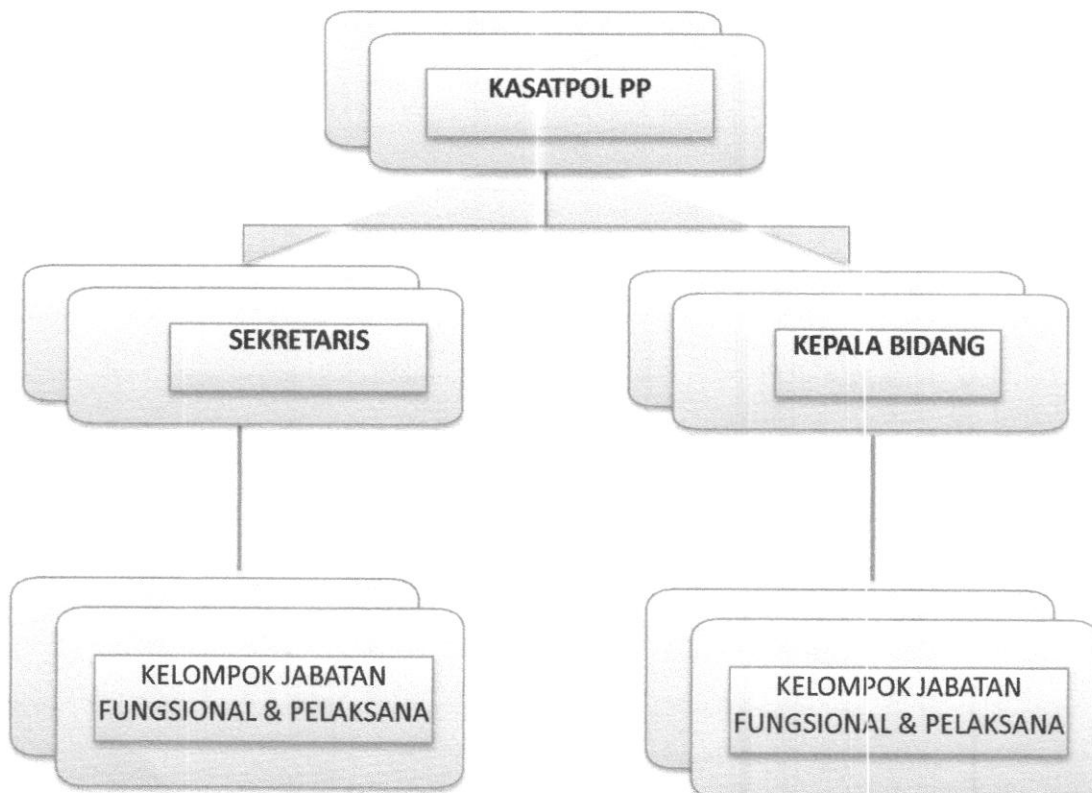 KASATPOL PP
SEKRETARIS
KEPALA BIDANG
KELOMPOK JABATAN
FUNGSIONAL & PELAKSANA
KELOMPOK JABATAN
FUNGSIONAL & PELAKSANA